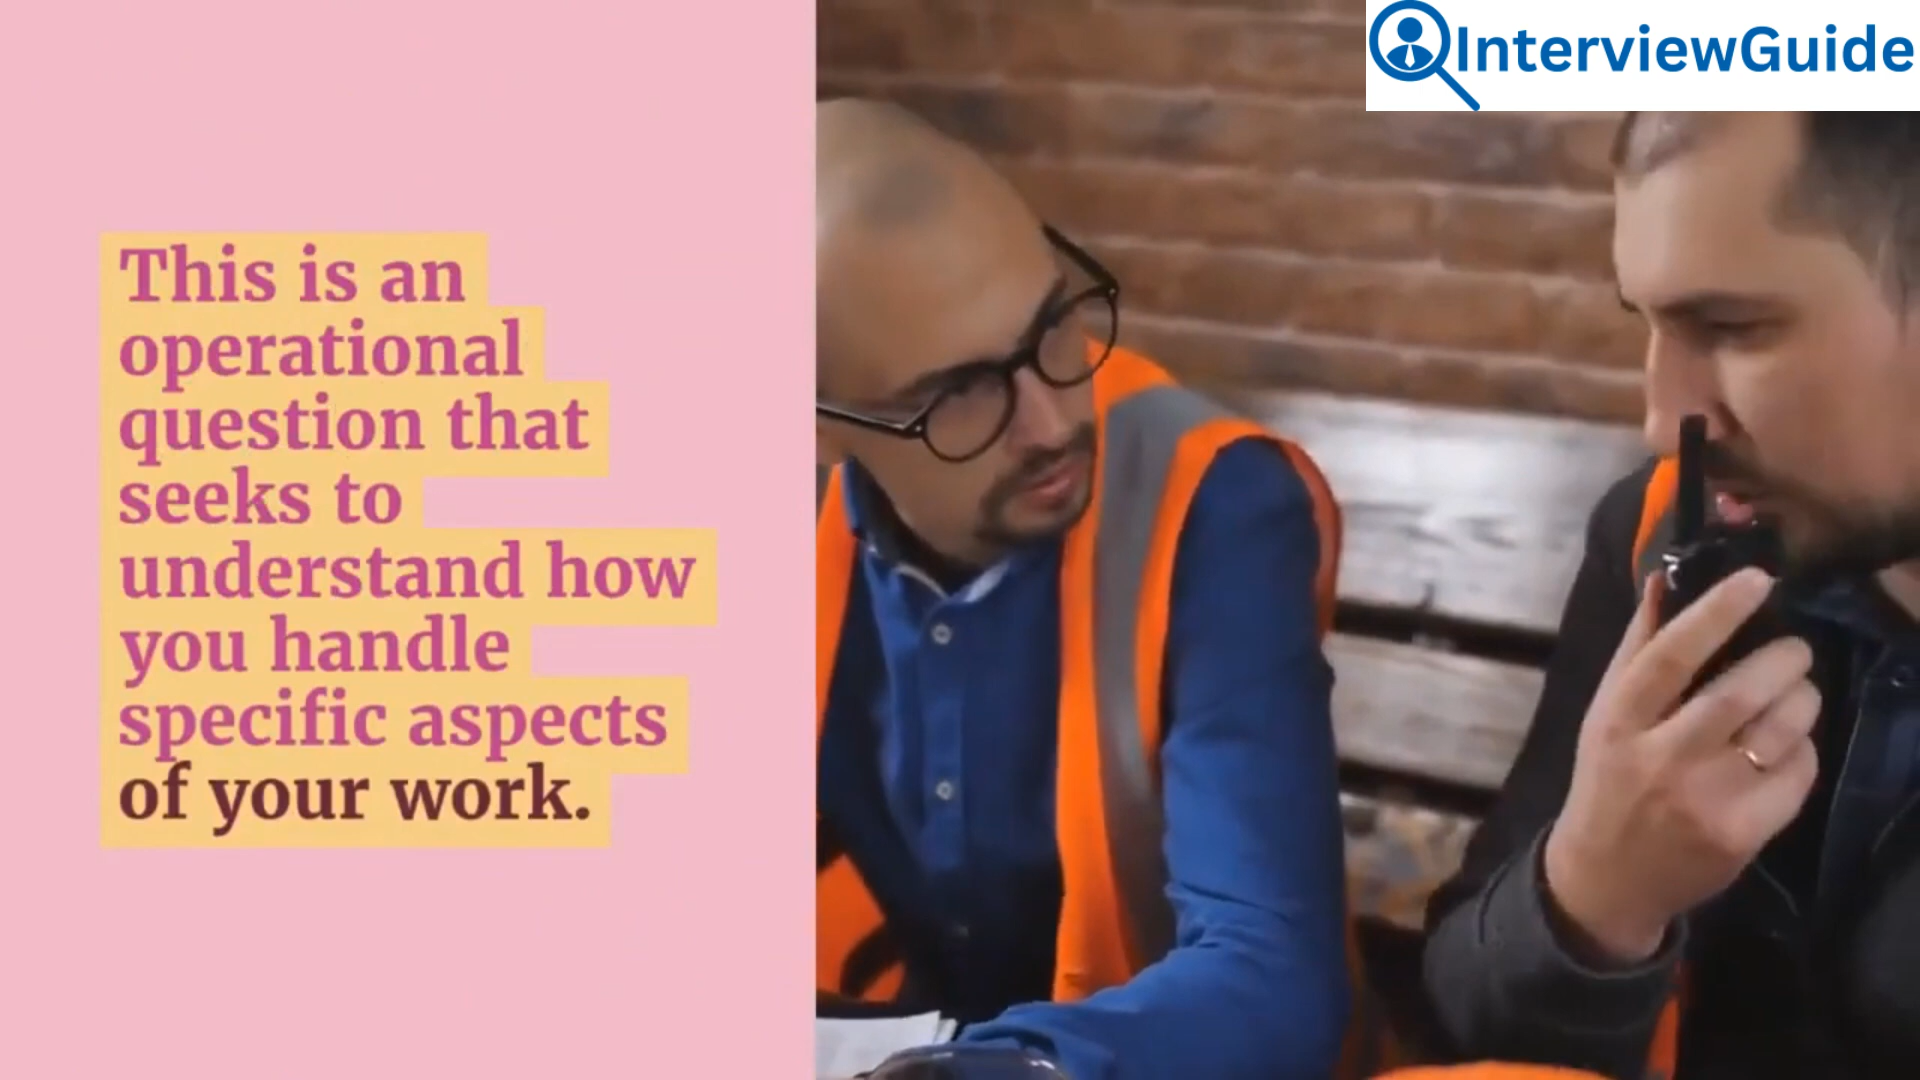 InterviewGuide
This is an
operational
question that
seeks to
understand how
you handle
specific aspects
of your work.